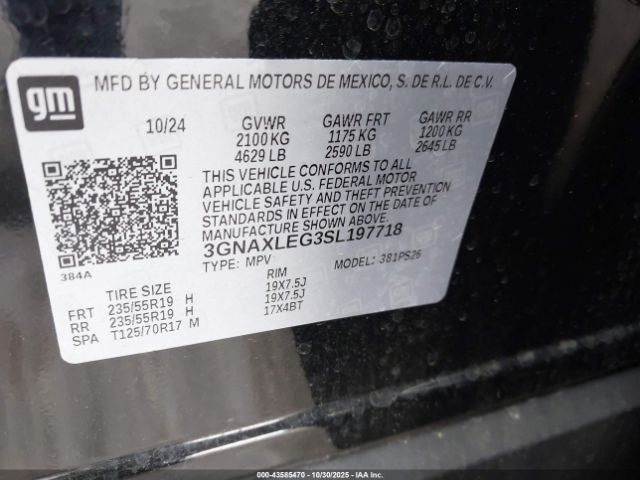 gm
MFD BY GENERAL MOTORS DE MEXICO, S. DE R.L. DE C.V.
10/24 GVWR GAWR FRT GAWR RR
2100 KG 1175 KG 1200 KG
4629 LB 2590 LB 2645 LB
THIS VEHICLE CONFORMS TO ALL
APPLICABLE U.S. FEDERAL MOTOR
VEHICLE SAFETY AND THEFT PREVENTION
STANDARDS IN EFFECT ON THE DATE OF
MANUFACTURE SHOWN ABOVE.
3GNAXLEG3SL197718
384A TYPE: MPV MODEL: 381PS26
TIRE SIZE RIM
FRT 235/55R19 H 19X7.5J
RR 235/55R19 H 19X7.5J
SPA T125/70R17 M 17X4BT
000-43585470 • 10/30/2025 • IAAI.COM